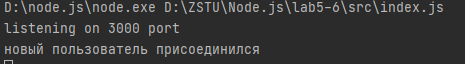 D:\node.js\node.exe D:\ZSTU\Node.js\lab5-6\src\index.js
listening on 3000 port
новый пользователь присоединился